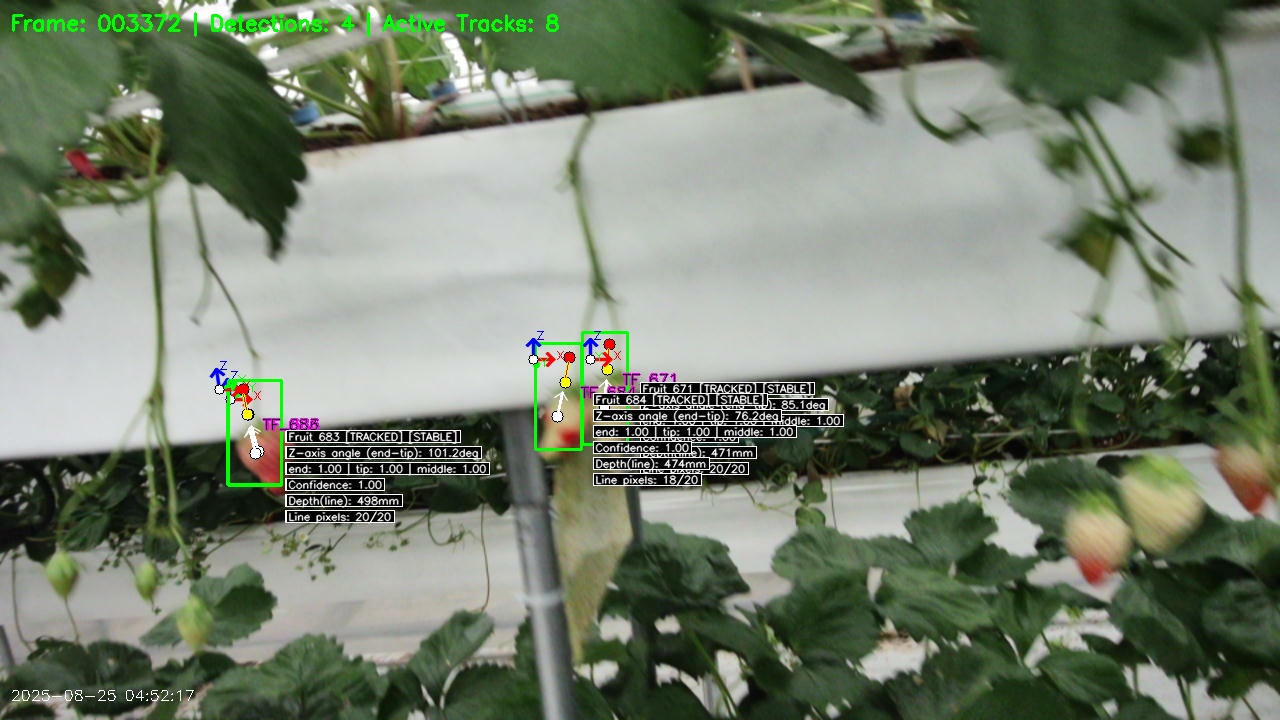 Frame: 003372 | Detections: 4 | Active Tracks: 8
Z
X
Z
X
Z
Z
X
TF_671
Fruit 671 [TRACKED] [STABLE]
Fruit 684 [TRACKED] [STABLE]
85.1deg
Z-axis angle (end-tip): 76.2deg
middle: 1.00
end: 1.00 | tip: 1.00 | middle: 1.00
Confidence: 1.00
471mm
Depth(line): 474mm
20/20
Line pixels: 18/20
Fruit 683 [TRACKED] [STABLE]
Z-axis angle (end-tip): 101.2deg
end: 1.00 | tip: 1.00 | middle: 1.00
Confidence: 1.00
Depth(line): 498mm
Line pixels: 20/20
2025-08-25 04:52:17